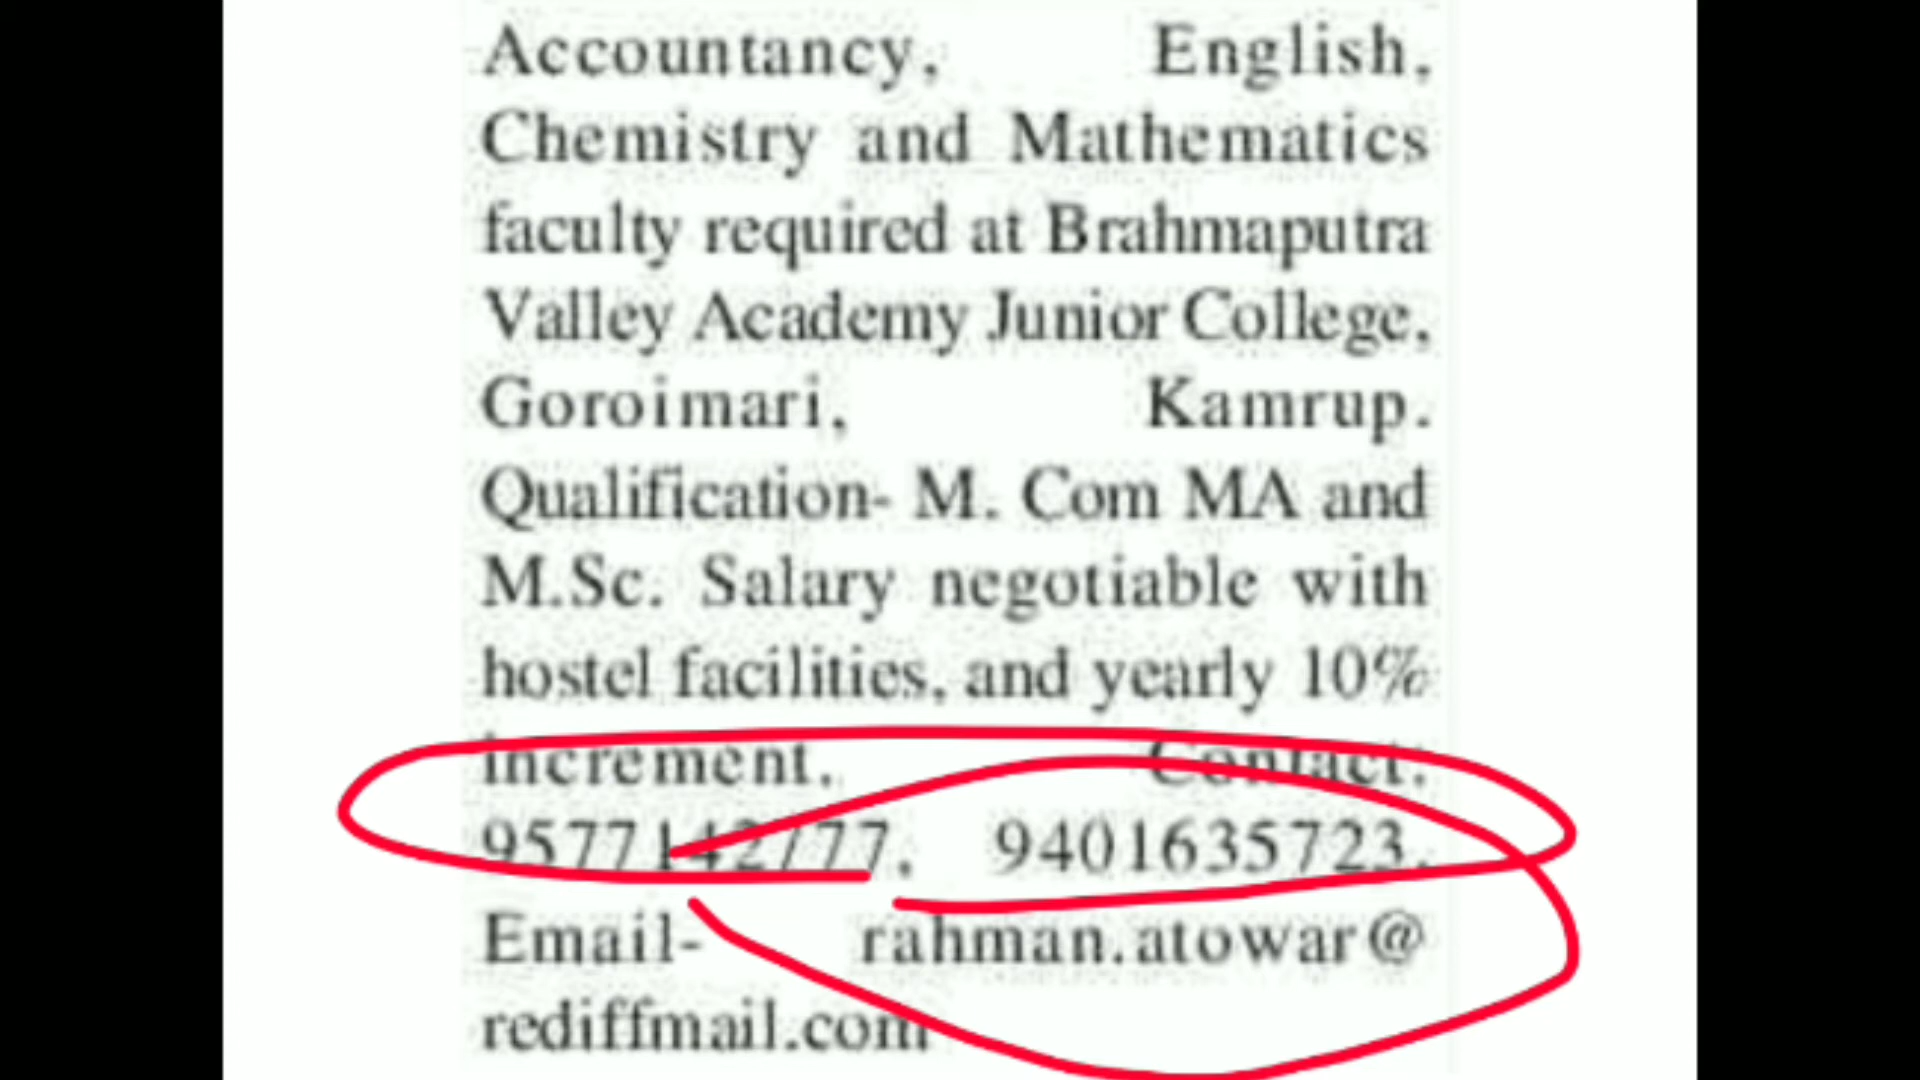 Accountancy, English,
Chemistry and Mathematics
faculty required at Brahmaputra
Valley Academy Junior College,
Goroimari, Kamrup.
Qualification- M. Com MA and
M.Sc. Salary negotiable with
hostel facilities, and yearly 10%
increment. Contact:
9577142777, 9401635723.
Email- rahman.atowar@
rediffmail.com